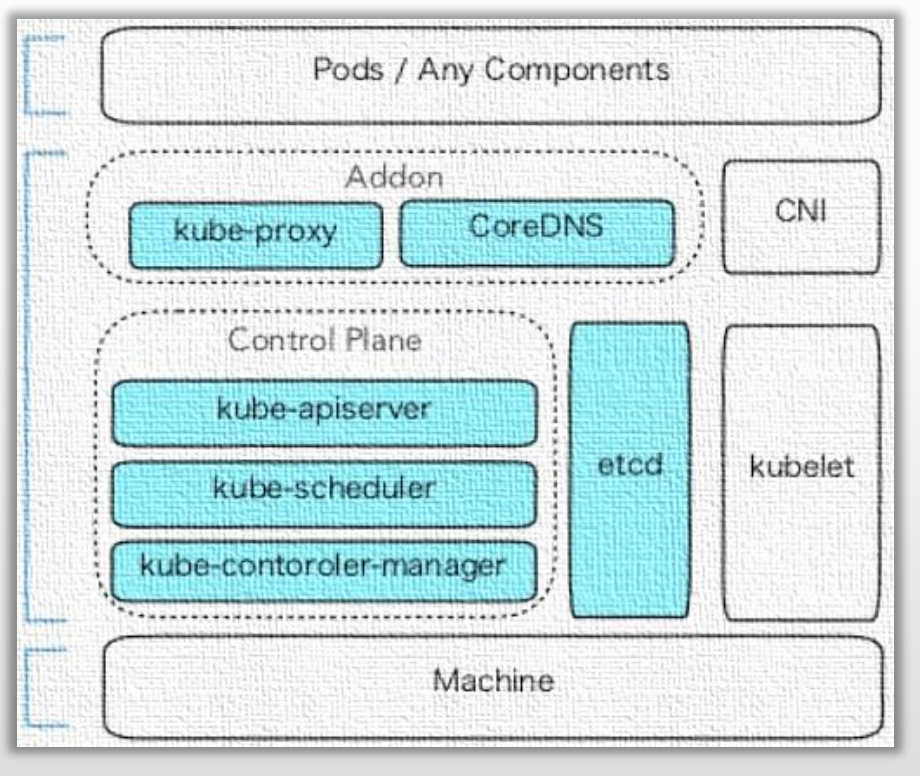 Pods / Any Components
Addon
kube-proxy
CoreDNS
CNI
Control Plane
kube-apiserver
kube-scheduler
kube-contoroler-manager
etcd
kubelet
Machine